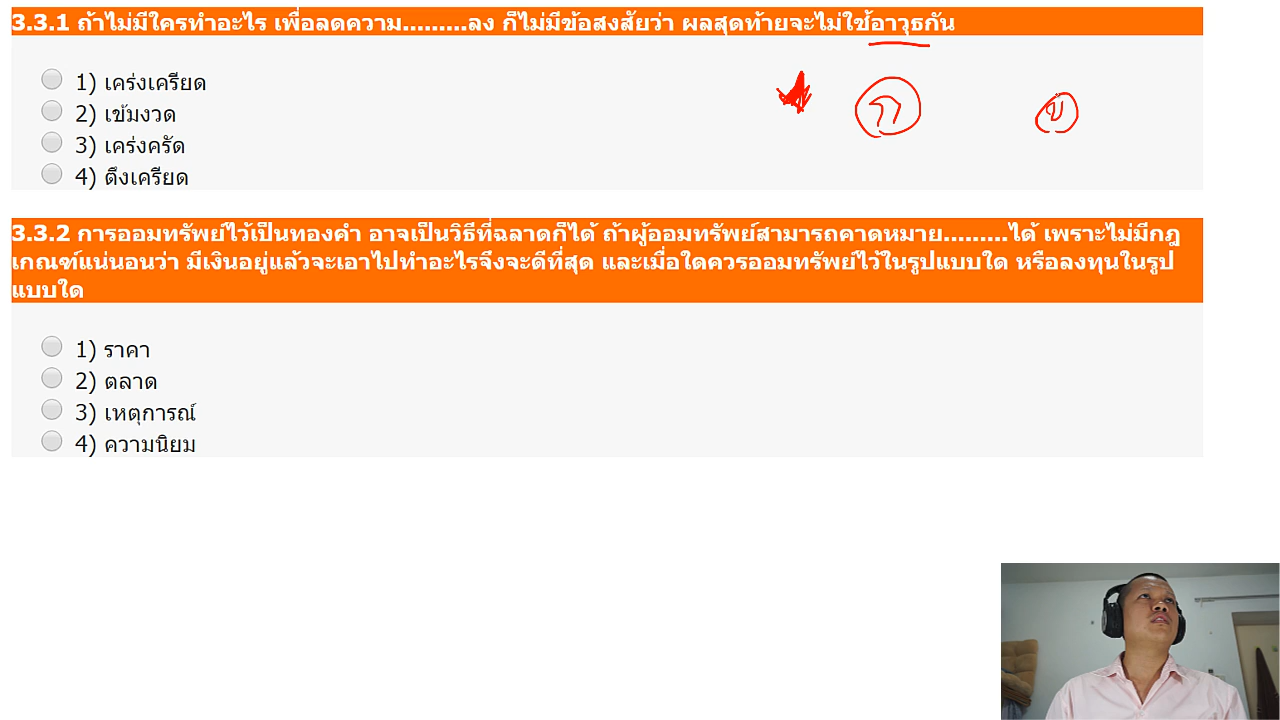 3.3.1 ถ้าไม่มีใครทำอะไร เพื่อลดความ.........ลง ก็ไม่มีข้อสงสัยว่า ผลสุดท้ายจะไม่ใช้อาวุธกัน
1) เคร่งเครียด
2) เข้มงวด
3) เคร่งครัด
4) ตึงเครียด
ก ข
3.3.2 การออมทรัพย์ไว้เป็นทองคำ อาจเป็นวิธีที่ฉลาดก็ได้ ถ้าผู้ออมทรัพย์สามารถคาดหมาย.........ได้ เพราะไม่มีกฎ
เกณฑ์แน่นอนว่า มีเงินอยู่แล้วจะเอาไปทำอะไรจึงจะดีที่สุด และเมื่อใดควรออมทรัพย์ไว้ในรูปแบบใด หรือลงทุนในรูป
แบบใด
1) ราคา
2) ตลาด
3) เหตุการณ์
4) ความนิยม